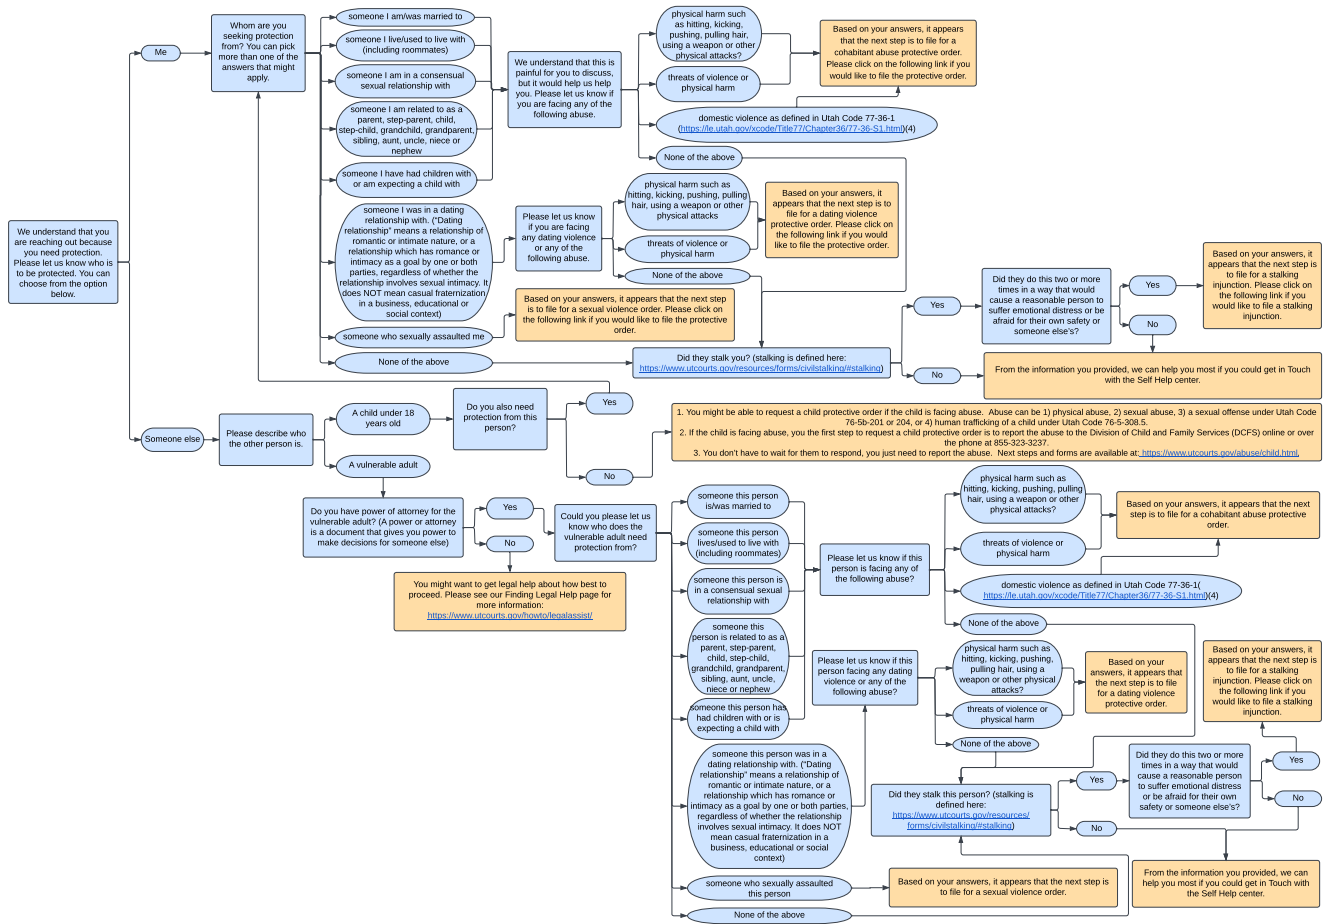 We understand that you
are reaching out because
you need protection.
Please let us know who is
to be protected. You can
choose from the option
below.
Me
Whom are you
seeking protection
from? You can pick
more than one of the
answers that might
apply.
someone I am/was married to
someone I live/used to live with
(including roommates)
someone I am in a consensual
sexual relationship with
someone I am related to as a
parent, step-parent, child,
step-child, grandchild, grandparent,
sibling, aunt, uncle, niece or
nephew
someone I have had children with
or am expecting a child with
someone I was in a dating
relationship with. ("Dating
relationship" means a relationship of
romantic or intimate nature, or a
relationship which has romance or
intimacy as a goal by one or both
parties, regardless of whether the
relationship involves sexual intimacy. It
does NOT mean casual fraternization
in a business, educational or
social context)
someone who sexually assaulted me
None of the above
We understand that this is
painful for you to discuss,
but it would help us help
you. Please let us know if
you are facing any of the
following abuse.
physical harm such
as hitting, kicking,
pushing, pulling hair,
using a weapon or other
physical attacks?
threats of violence or
physical harm
domestic violence as defined in Utah Code 77-36-1
(https://le.utah.gov/xcode/Title77/Chapter36/77-36-S1.html)(4)
None of the above
Based on your answers, it appears
that the next step is to file for a
cohabitant abuse protective order.
Please click on the following link if you
would like to file the protective order.
Please let us know
if you are facing
any dating violence
or any of the
following abuse.
physical harm such as
hitting, kicking, pushing, pulling
hair, using a weapon or other
physical attacks
threats of violence or
physical harm
None of the above
Based on your answers, it
appears that the next step is to
file for a dating violence
protective order. Please click on
the following link if you would
like to file the protective order.
Based on your answers, it appears that the next step
is to file for a sexual violence order. Please click on
the following link if you would like to file the protective
order.
Did they stalk you? (stalking is defined here:
https://www.utcourts.gov/resources/forms/civilstalking/#stalking)
Yes
No
Did they do this two or more
times in a way that would
cause a reasonable person to
suffer emotional distress or be
afraid for their own safety or
someone else's?
Yes
No
Based on your answers, it
appears that the next step is
to file for a stalking
injunction. Please click on
the following link if you
would like to file a stalking
injunction.
From the information you provided, we can help you most if you could get in Touch
with the Self Help center.
Someone else
Please describe who
the other person is.
A child under 18
years old
A vulnerable adult
Do you also need
protection from this
person?
Yes
No
1. You might be able to request a child protective order if the child is facing abuse.  Abuse can be 1) physical abuse, 2) sexual abuse, 3) a sexual offense under Utah Code
76-5b-201 or 204, or 4) human trafficking of a child under Utah Code 76-5-308.5.
2. If the child is facing abuse, you the first step to request a child protective order is to report the abuse to the Division of Child and Family Services (DCFS) online or over
the phone at 855-323-3237.
3. You don't have to wait for them to respond, you just need to report the abuse.  Next steps and forms are available at: https://www.utcourts.gov/abuse/child.html.
Do you have power of attorney for the
vulnerable adult? (A power or attorney
is a document that gives you power to
make decisions for someone else)
Yes
No
You might want to get legal help about how best to
proceed. Please see our Finding Legal Help page for
more information:
https://www.utcourts.gov/howto/legalassist/
Could you please let us
know who does the
vulnerable adult need
protection from?
someone this person
is/was married to
someone this person
lives/used to live with
(including roommates)
someone this person is
in a consensual sexual
relationship with
someone this
person is related to as a
parent, step-parent,
child, step-child,
grandchild, grandparent,
sibling, aunt, uncle,
niece or nephew
someone this person has
had children with or is
expecting a child with
someone this person was in a
dating relationship with. ("Dating
relationship" means a relationship of
romantic or intimate nature, or a
relationship which has romance or
intimacy as a goal by one or both parties,
regardless of whether the relationship
involves sexual intimacy. It does NOT
mean casual fraternization in a
business, educational or social
context)
someone who sexually assaulted
this person
None of the above
Please let us know if this
person is facing any of
the following abuse?
physical harm such as
hitting, kicking, pushing, pulling
hair, using a weapon or other
physical attacks?
threats of violence or
physical harm
domestic violence as defined in Utah Code 77-36-1(
https://le.utah.gov/xcode/Title77/Chapter36/77-36-S1.html)(4)
None of the above
Based on your answers, it appears that the next
step is to file for a cohabitant abuse protective
order.
Please let us know if this
person facing any dating
violence or any of the
following abuse?
physical harm such as
hitting, kicking, pushing,
pulling hair, using a
weapon or other physical
attacks?
threats of violence or
physical harm
None of the above
Based on your
answers, it appears that
the next step is to file
for a dating violence
protective order.
Did they stalk this person? (stalking is
defined here:
https://www.utcourts.gov/resources/
forms/civilstalking/#stalking)
Yes
No
Did they do this two or more
times in a way that would
cause a reasonable person
to suffer emotional distress
or be afraid for their own
safety or someone else's?
Yes
No
Based on your answers, it
appears that the next step is
to file for a stalking
injunction. Please click on
the following link if you
would like to file a stalking
injunction.
From the information you provided, we can
help you most if you could get in Touch with
the Self Help center.
Based on your answers, it appears that the next step is
to file for a sexual violence order.